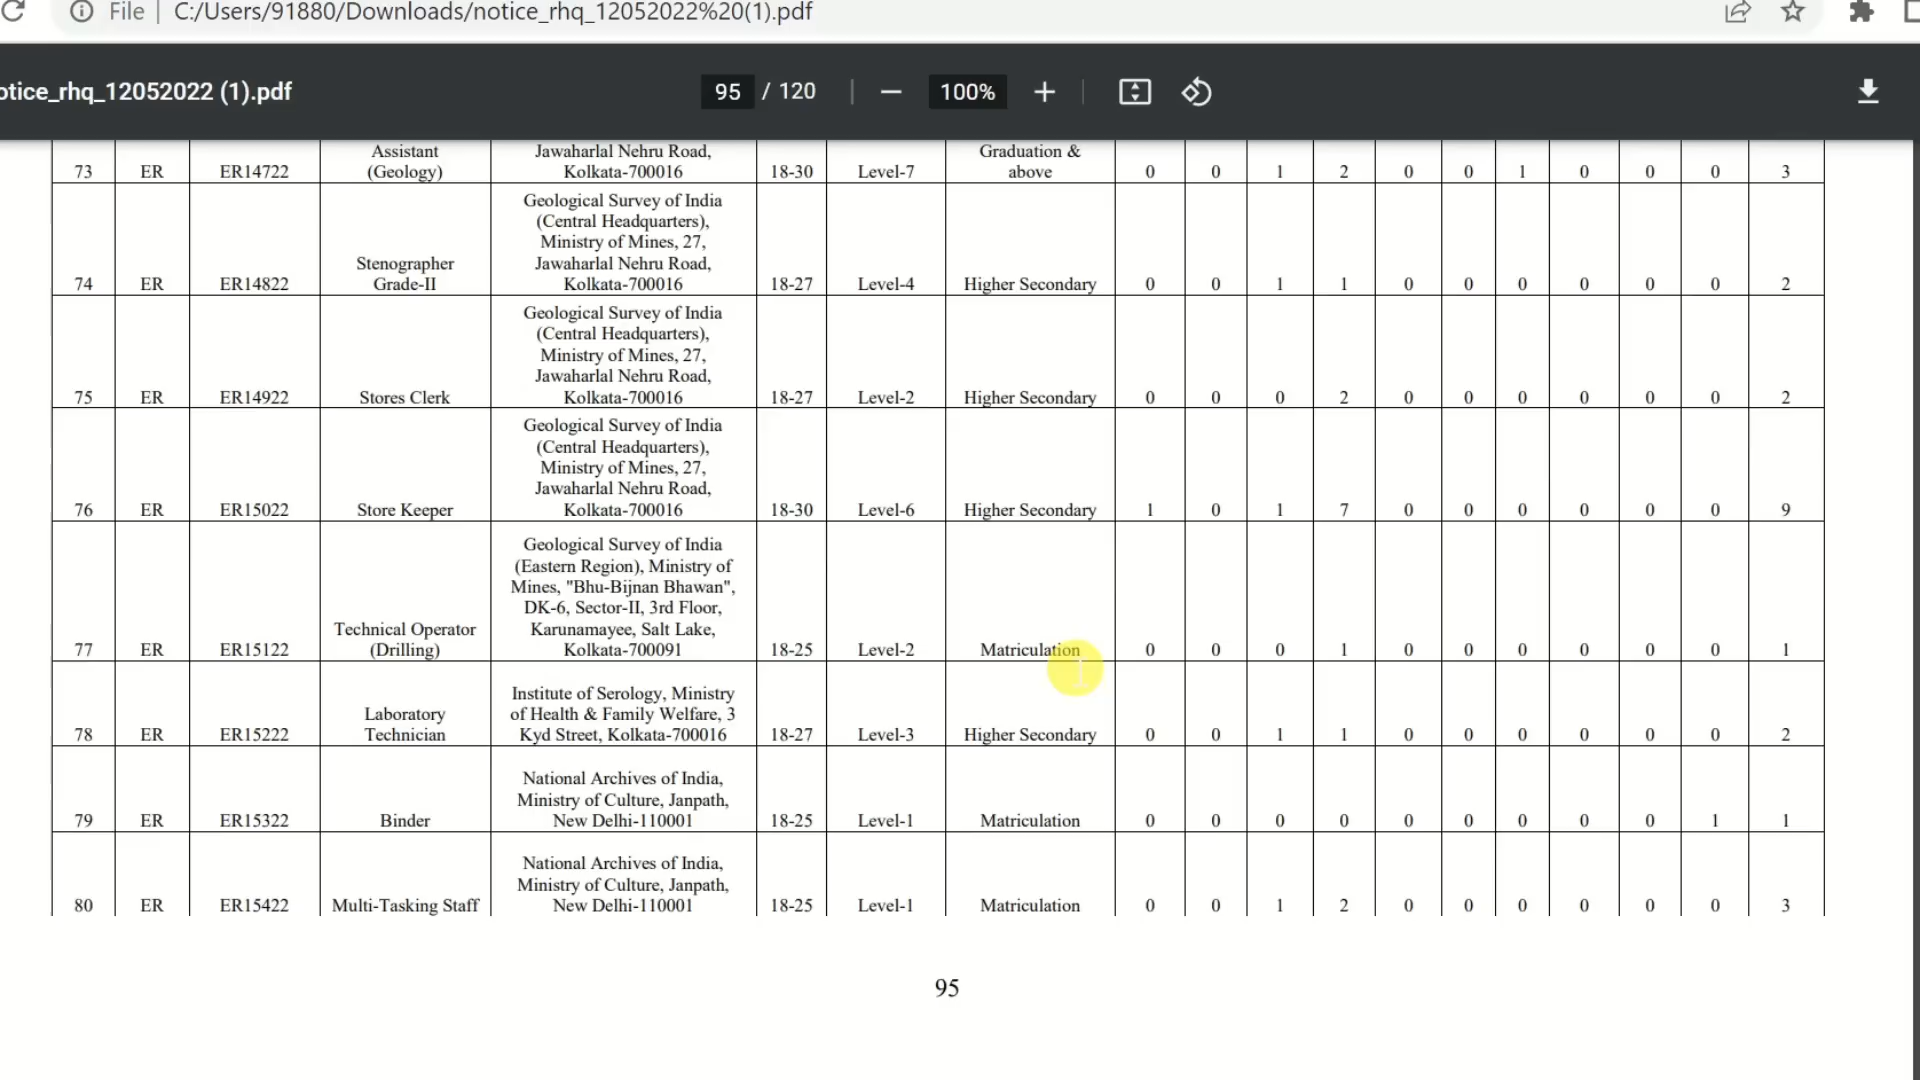 File | C:/Users/91880/Downloads/notice_rhq_12052022%20(1).pdf
otice_rhq_12052022 (1).pdf
95 / 120
100%
73 ER ER14722 Assistant (Geology) Jawaharlal Nehru Road, Kolkata-700016 18-30 Level-7 Graduation & above 0 0 1 2 0 0 1 0 0 0 3
74 ER ER14822 Stenographer Grade-II Geological Survey of India (Central Headquarters), Ministry of Mines, 27, Jawaharlal Nehru Road, Kolkata-700016 18-27 Level-4 Higher Secondary 0 0 1 1 0 0 0 0 0 0 2
75 ER ER14922 Stores Clerk Geological Survey of India (Central Headquarters), Ministry of Mines, 27, Jawaharlal Nehru Road, Kolkata-700016 18-27 Level-2 Higher Secondary 0 0 0 2 0 0 0 0 0 0 2
76 ER ER15022 Store Keeper Geological Survey of India (Central Headquarters), Ministry of Mines, 27, Jawaharlal Nehru Road, Kolkata-700016 18-30 Level-6 Higher Secondary 1 0 1 7 0 0 0 0 0 0 9
77 ER ER15122 Technical Operator (Drilling) Geological Survey of India (Eastern Region), Ministry of Mines, "Bhu-Bijnan Bhawan", DK-6, Sector-II, 3rd Floor, Karunamayee, Salt Lake, Kolkata-700091 18-25 Level-2 Matriculation 0 0 0 1 0 0 0 0 0 0 1
78 ER ER15222 Laboratory Technician Institute of Serology, Ministry of Health & Family Welfare, 3 Kyd Street, Kolkata-700016 18-27 Level-3 Higher Secondary 0 0 1 1 0 0 0 0 0 0 2
79 ER ER15322 Binder National Archives of India, Ministry of Culture, Janpath, New Delhi-110001 18-25 Level-1 Matriculation 0 0 0 0 0 0 0 0 0 1 1
80 ER ER15422 Multi-Tasking Staff National Archives of India, Ministry of Culture, Janpath, New Delhi-110001 18-25 Level-1 Matriculation 0 0 1 2 0 0 0 0 0 0 3
95